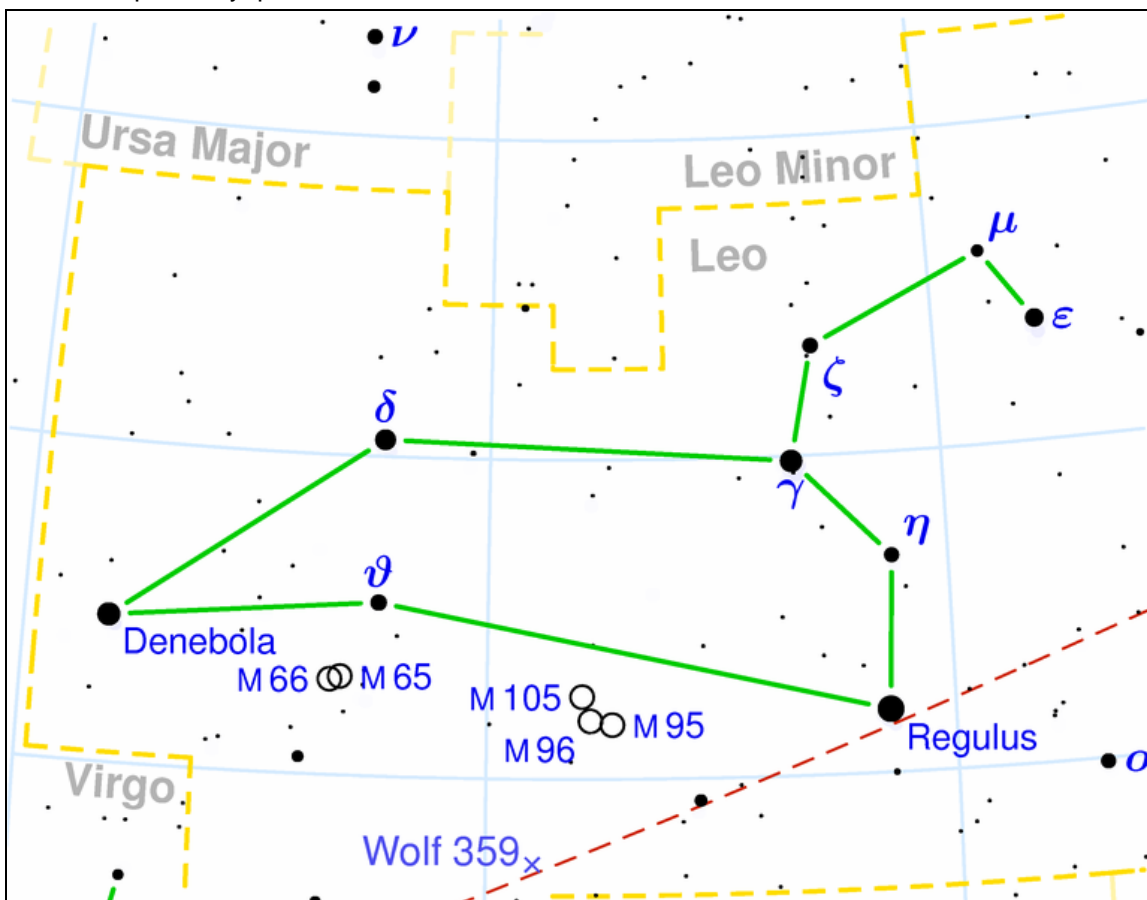 ν
Ursa Major
Leo Minor
μ
Leo
ε
ζ
δ
γ
η
ϑ
Denebola
M 66
M 65
M 105
M 95
M 96
Regulus
ο
Virgo
Wolf 359